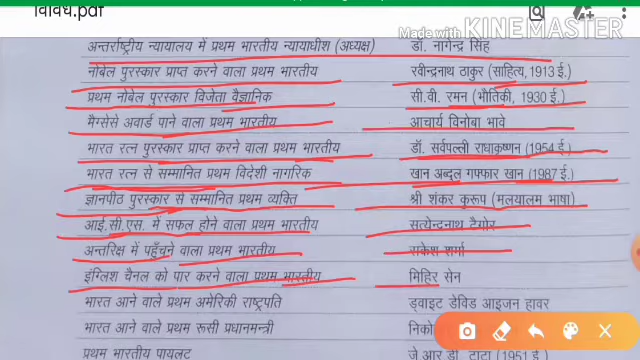 विविध.pdf
Made with KINEMASTER
अन्तर्राष्ट्रीय न्यायालय में प्रथम भारतीय न्यायाधीश (अध्यक्ष) डॉ. नागेन्द्र सिंह
नोबेल पुरस्कार प्राप्त करने वाला प्रथम भारतीय रवीन्द्रनाथ ठाकुर (साहित्य, 1913 ई.)
प्रथम नोबेल पुरस्कार विजेता वैज्ञानिक सी.वी. रमन (भौतिकी, 1930 ई.)
मैग्सेसे अवार्ड पाने वाला प्रथम भारतीय आचार्य विनोबा भावे
भारत रत्न पुरस्कार प्राप्त करने वाला प्रथम भारतीय डॉ. सर्वपल्ली राधाकृष्णन (1954 ई.)
भारत रत्न से सम्मानित प्रथम विदेशी नागरिक खान अब्दुल गफ्फार खान (1987 ई.)
ज्ञानपीठ पुरस्कार से सम्मानित प्रथम व्यक्ति श्री शंकर कुरूप (मलयालम भाषा)
आई.सी.एस. में सफल होने वाला प्रथम भारतीय सत्येन्द्रनाथ टैगोर
अन्तरिक्ष में पहुँचने वाला प्रथम भारतीय राकेश शर्मा
इंग्लिश चैनल को पार करने वाला प्रथम भारतीय मिहिर सेन
भारत आने वाले प्रथम अमेरिकी राष्ट्रपति ड्वाइट डेविड आइजन हावर
भारत आने वाले प्रथम रूसी प्रधानमन्त्री
प्रथम भारतीय पायलट जे.आर.डी. टाटा (1951 ई.)